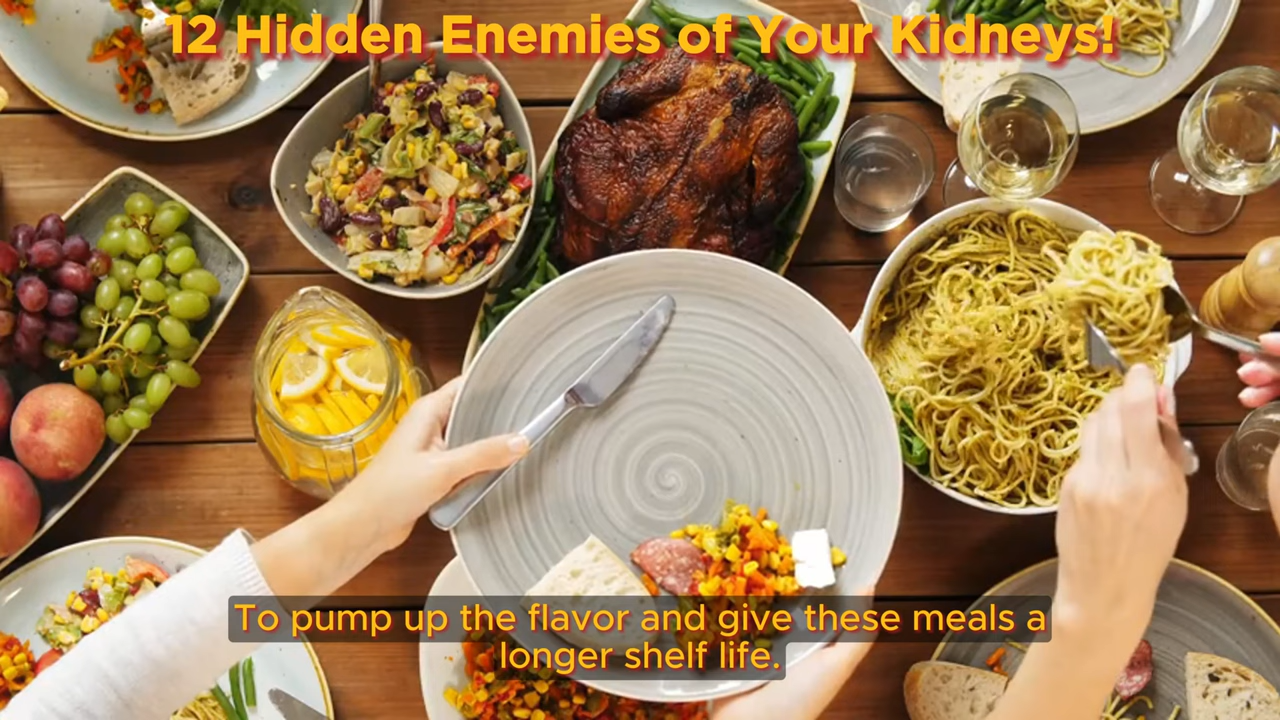 12 Hidden Enemies of Your Kidneys!
To pump up the flavor and give these meals a
longer shelf life.